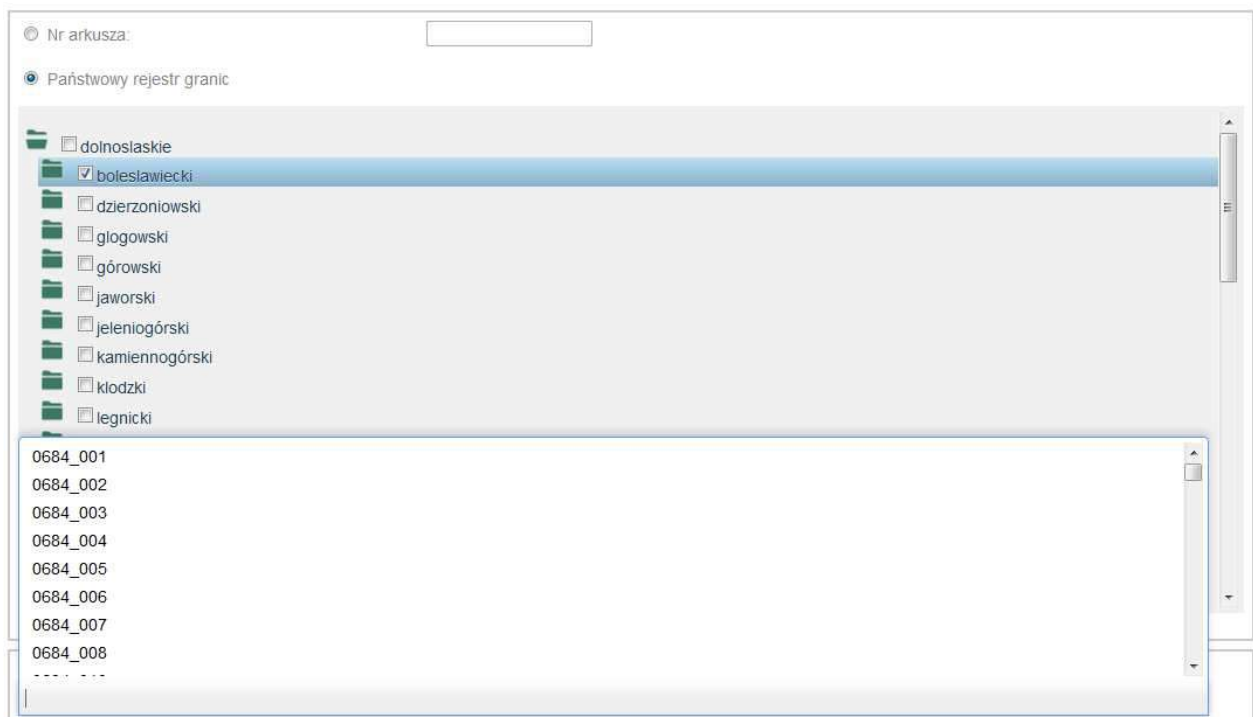 Nr arkusza:
Państwowy rejestr granic
dolnoslaskie
boleslawiecki
dzierzoniowski
glogowski
górowski
jaworski
jeleniogórski
kamiennogórski
klodzki
legnicki
0684_001
0684_002
0684_003
0684_004
0684_005
0684_006
0684_007
0684_008